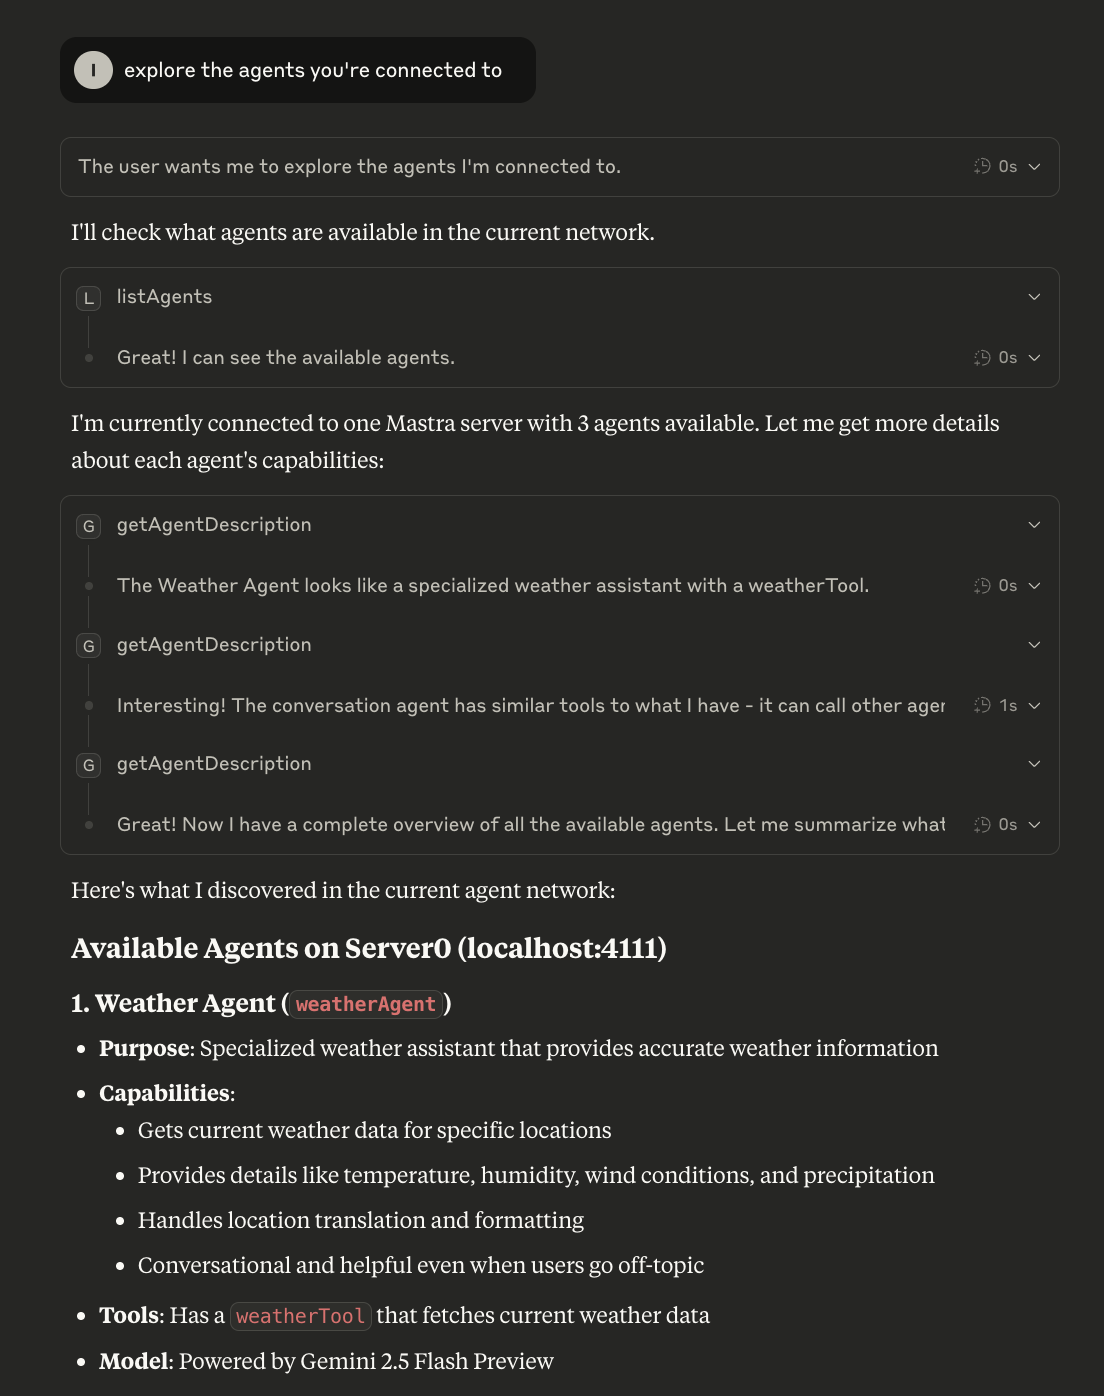 I explore the agents you're connected to
The user wants me to explore the agents I'm connected to. 0s
I'll check what agents are available in the current network.
L listAgents
Great! I can see the available agents. 0s
I'm currently connected to one Mastra server with 3 agents available. Let me get more details
about each agent's capabilities:
G getAgentDescription
The Weather Agent looks like a specialized weather assistant with a weatherTool. 0s
G getAgentDescription
Interesting! The conversation agent has similar tools to what I have - it can call other 1s
G getAgentDescription
Great! Now I have a complete overview of all the available agents. Let me summarize what 0s
Here's what I discovered in the current agent network:
Available Agents on Server0 (localhost:4111)
1. Weather Agent (weatherAgent)
• Purpose: Specialized weather assistant that provides accurate weather information
• Capabilities:
• Gets current weather data for specific locations
• Provides details like temperature, humidity, wind conditions, and precipitation
• Handles location translation and formatting
• Conversational and helpful even when users go off-topic
• Tools: Has a weatherTool that fetches current weather data
• Model: Powered by Gemini 2.5 Flash Preview